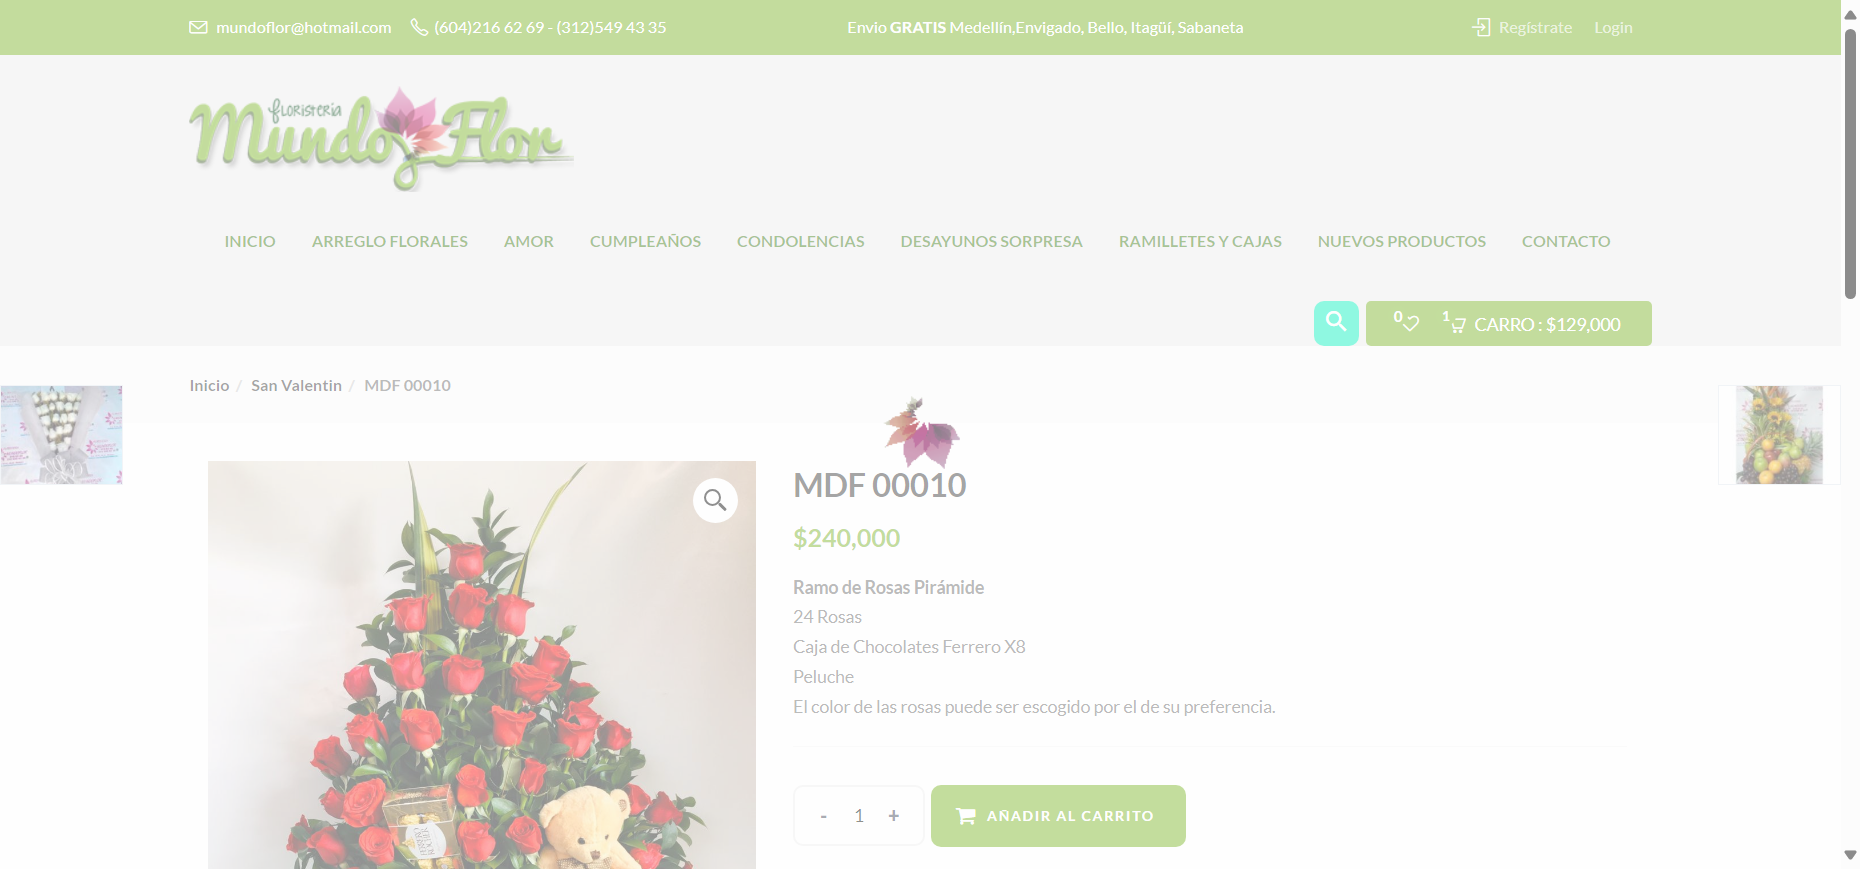 mundoflor@hotmail.com (604)216 62 69 - (312)549 43 35 Envio GRATIS Medellín,Envigado, Bello, Itagüí, Sabaneta Regístrate Login
floristería
Mundo Flor
INICIO ARREGLO FLORALES AMOR CUMPLEAÑOS CONDOLENCIAS DESAYUNOS SORPRESA RAMILLETES Y CAJAS NUEVOS PRODUCTOS CONTACTO
0 1 CARRO : $129,000
Inicio / San Valentin / MDF 00010
MDF 00010
$240,000
Ramo de Rosas Pirámide
24 Rosas
Caja de Chocolates Ferrero X8
Peluche
El color de las rosas puede ser escogido por el de su preferencia.
- 1 + AÑADIR AL CARRITO
FERRERO
ROCHER